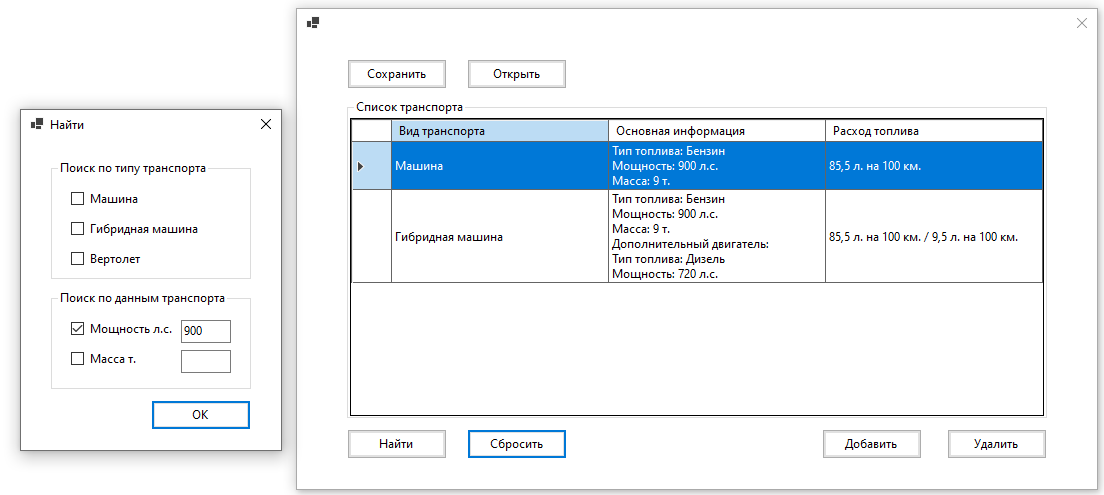 Найти
Поиск по типу транспорта
Машина
Гибридная машина
Вертолет
Поиск по данным транспорта
Мощность л.с. 900
Масса т.
OK
Сохранить Открыть
Список транспорта
Вид транспорта Основная информация Расход топлива
Машина
Тип топлива: Бензин
Мощность: 900 л.с.
Масса: 9 т.
85,5 л. на 100 км.
Гибридная машина
Тип топлива: Бензин
Мощность: 900 л.с.
Масса: 9 т.
Дополнительный двигатель:
Тип топлива: Дизель
Мощность: 720 л.с.
85,5 л. на 100 км. / 9,5 л. на 100 км.
Найти Сбросить Добавить Удалить